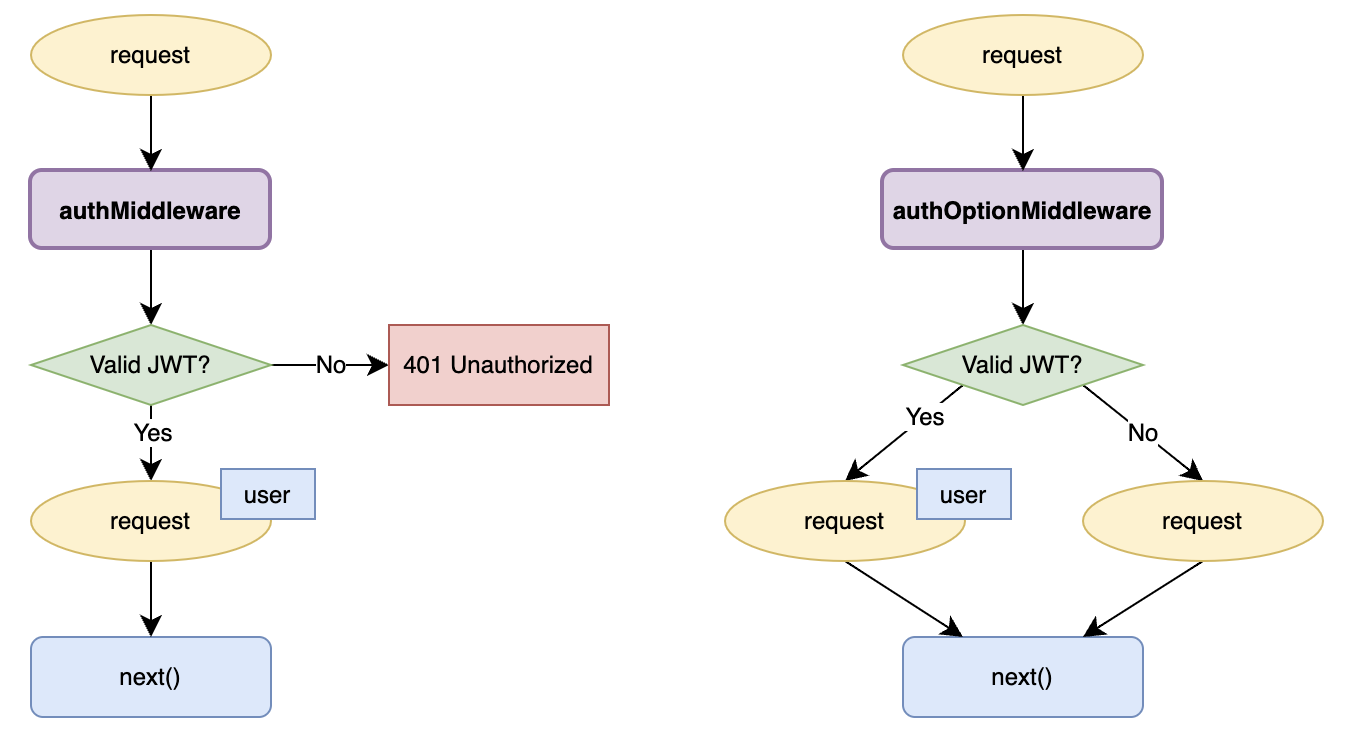 request
authMiddleware
Valid JWT?
No
401 Unauthorized
Yes
user
request
next()
request
authOptionMiddleware
Valid JWT?
Yes
No
user
request
request
next()